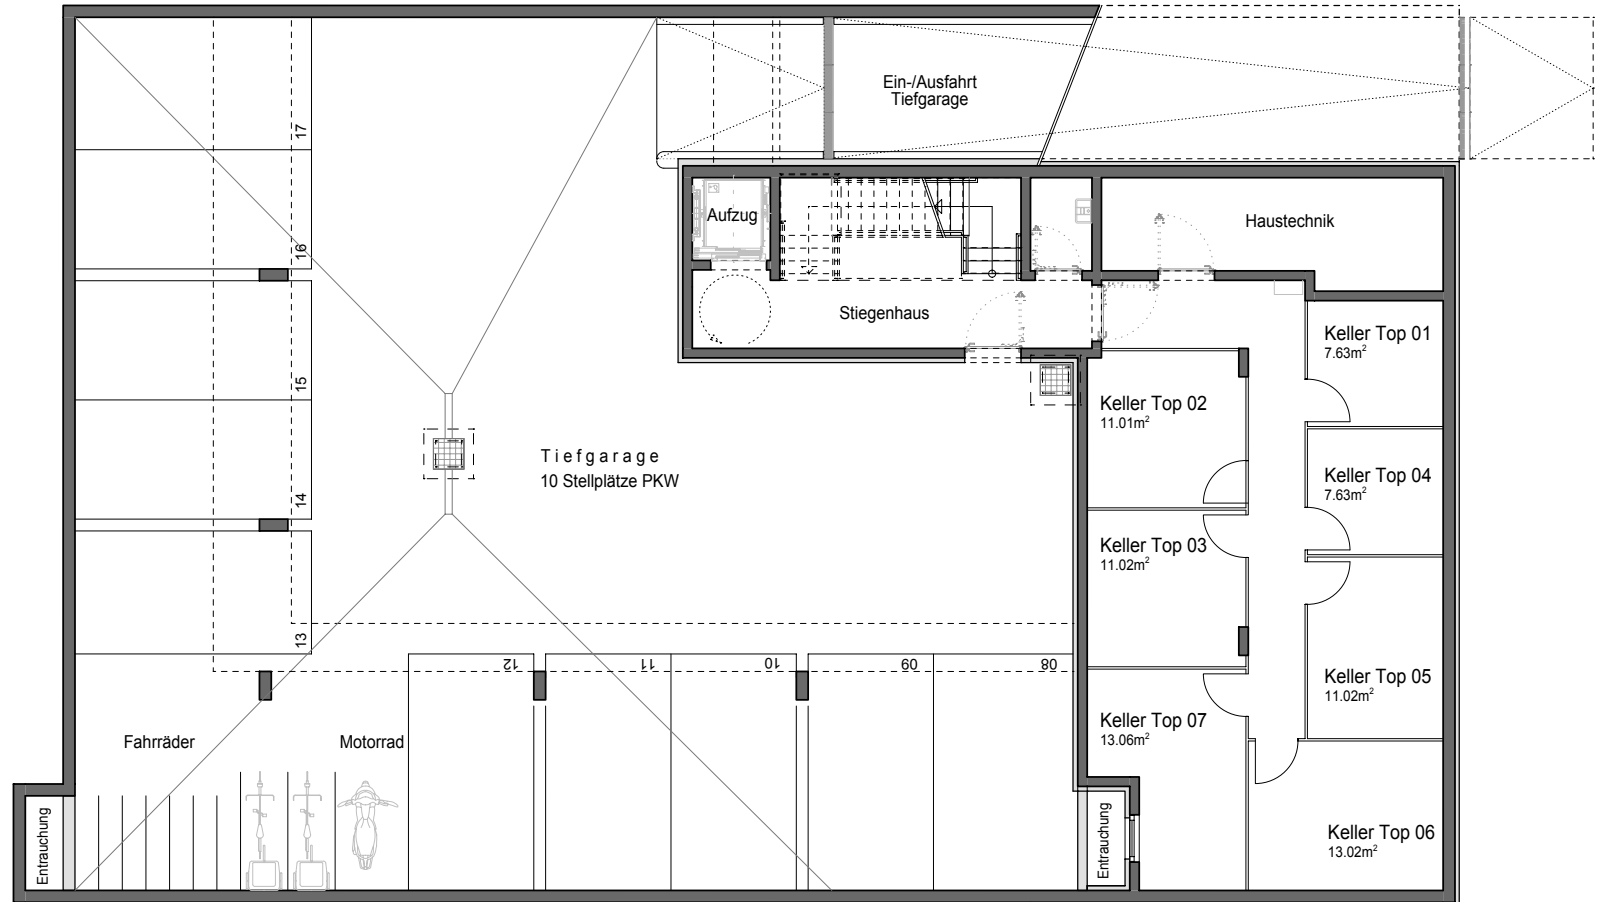 Ein-/Ausfahrt
Tiefgarage
17
Aufzug
Haustechnik
16
Stiegenhaus
Keller Top 01
7.63m²
15
Keller Top 02
11.01m²
Tiefgarage
10 Stellplätze PKW
Keller Top 04
7.63m²
14
Keller Top 03
11.02m²
13
12
11
10
09
08
Keller Top 05
11.02m²
Keller Top 07
13.06m²
Fahrräder
Motorrad
Entrauchung
Entrauchung
Keller Top 06
13.02m²